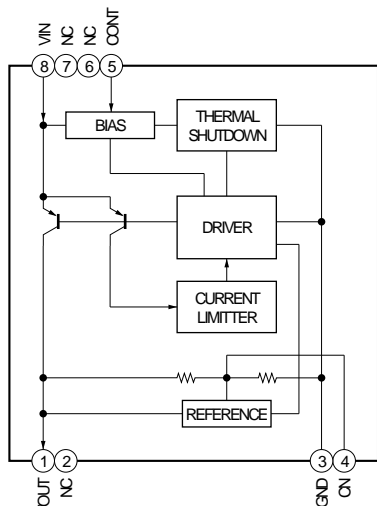 VIN
NC
NC
CONT
8
7
6
5
BIAS
THERMAL
SHUTDOWN
DRIVER
CURRENT
LIMITTER
REFERENCE
1
2
3
4
OUT
NC
GND
CN